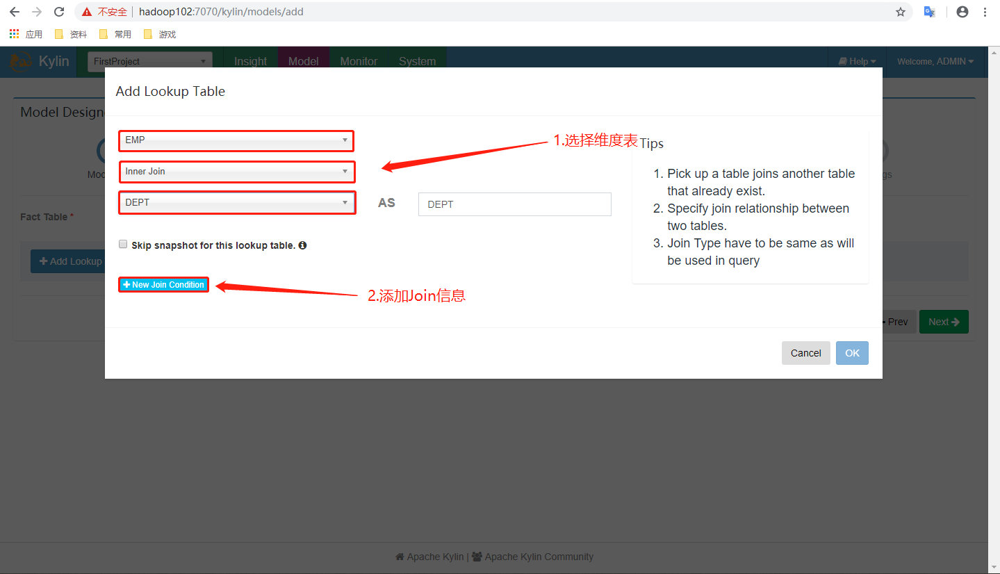 不安全 hadoop102:7070/kylin/models/add
应用 资料 常用 游戏
Kylin FirstProject Insight Model Monitor System Help Welcome, ADMIN
Add Lookup Table
Model Design
EMP
1.选择维度表
Tips
Inner Join
DEPT
AS
DEPT
1. Pick up a table joins another table
that already exist.
2. Specify join relationship between
two tables.
3. Join Type have to be same as will
be used in query
Fact Table *
Skip snapshot for this lookup table.
Add Lookup
New Join Condition
2.添加Join信息
Prev
Next
Cancel
OK
Apache Kylin | Apache Kylin Community